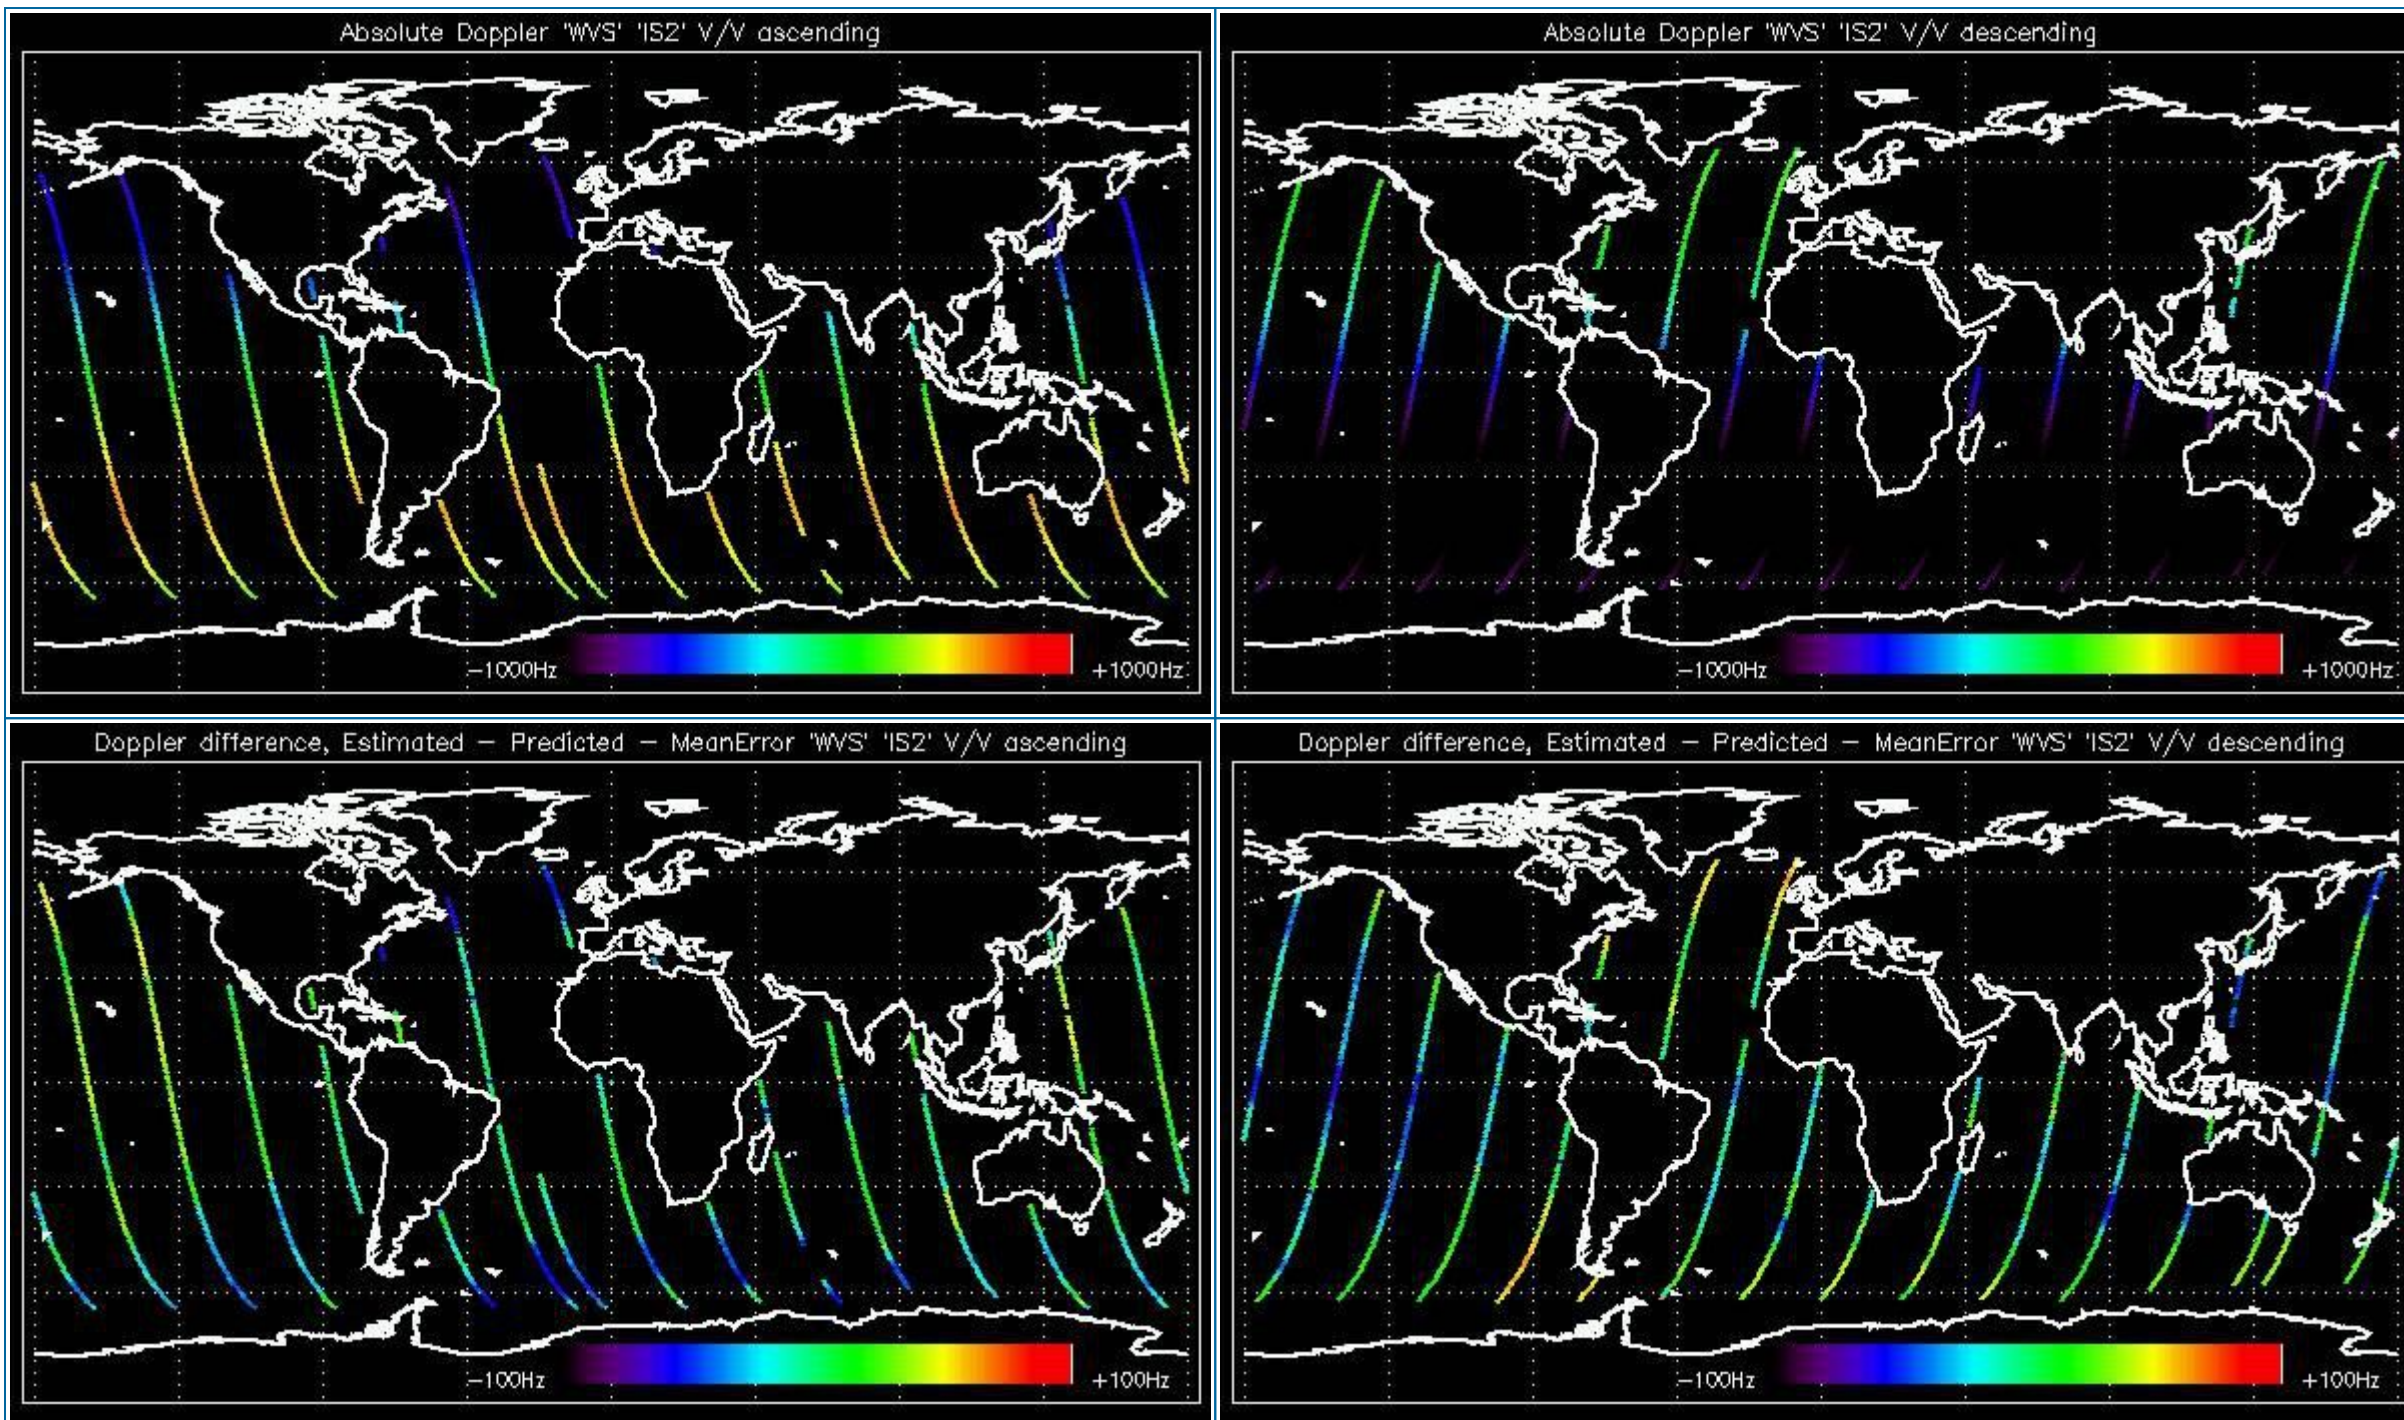 Absolute Doppler 'WVS' 'IS2' V/V ascending
-1000Hz
+1000Hz
Absolute Doppler 'WVS' 'IS2' V/V descending
-1000Hz
+1000Hz
Doppler difference, Estimated - Predicted - MeanError 'WVS' 'IS2' V/V ascending
-100Hz
+100Hz
Doppler difference, Estimated - Predicted - MeanError 'WVS' 'IS2' V/V descending
-100Hz
+100Hz